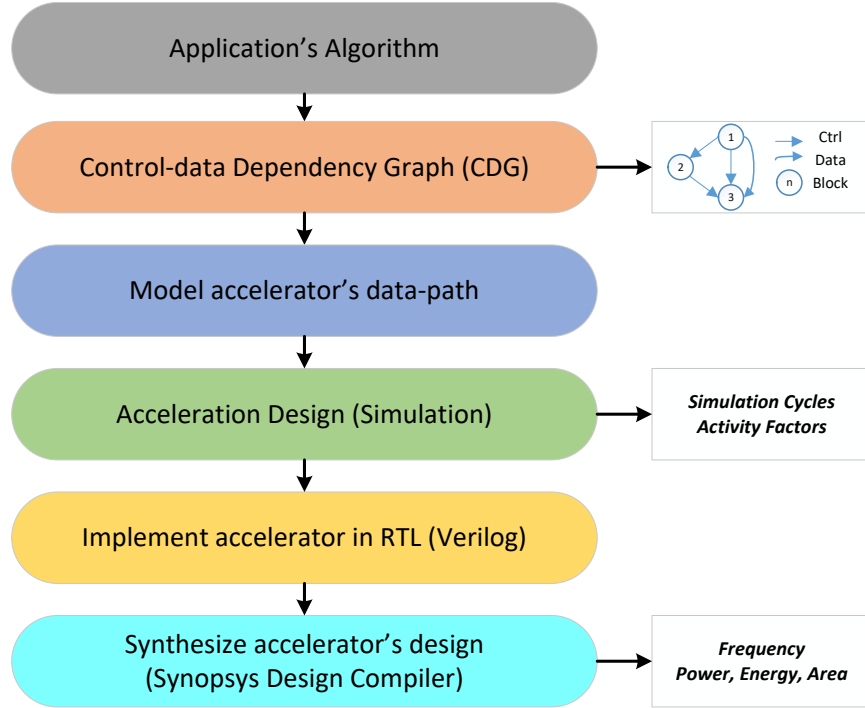 Application's Algorithm
Control-data Dependency Graph (CDG)
1
2
3
Ctrl
Data
n
Block
Model accelerator's data-path
Acceleration Design (Simulation)
Simulation Cycles
Activity Factors
Implement accelerator in RTL (Verilog)
Synthesize accelerator's design
(Synopsys Design Compiler)
Frequency
Power, Energy, Area